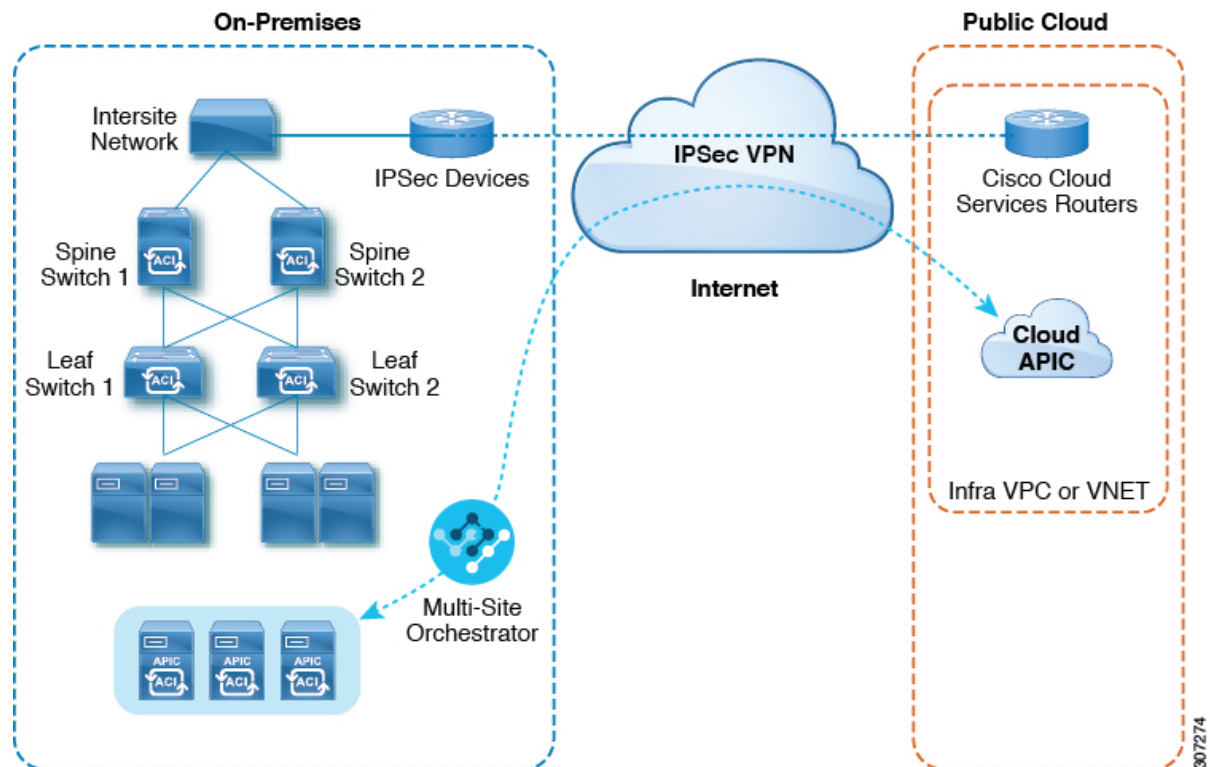 On-Premises
Public Cloud
Intersite
Network
IPSec Devices
IPSec VPN
Cisco Cloud
Services Routers
Spine
Switch 1
ACI
ACI
Spine
Switch 2
Internet
Cloud
APIC
Leaf
Switch 1
ACI
ACI
Leaf
Switch 2
Infra VPC or VNET
Multi-Site
Orchestrator
APIC
ACI
APIC
ACI
APIC
ACI
307274